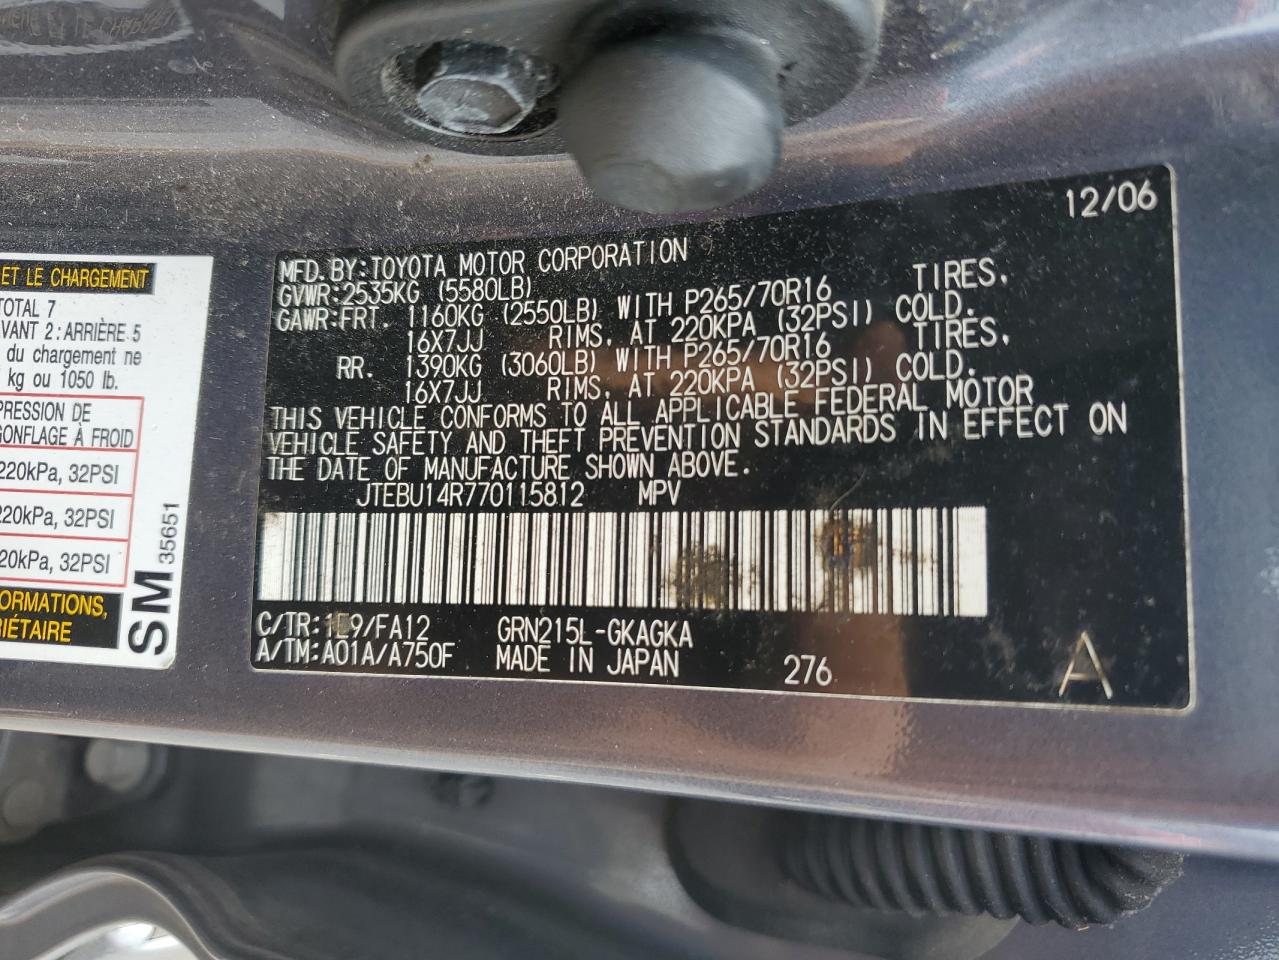 ET LE CHARGEMENT
TOTAL 7
AVANT 2: ARRIÈRE 5
du chargement ne
kg ou 1050 lb.
PRESSION DE
GONFLAGE À FROID
220kPa, 32PSI
220kPa, 32PSI
220kPa, 32PSI
35651
SM
12/06
MFD. BY: TOYOTA MOTOR CORPORATION
GVWR: 2535KG (5580LB)
GAWR: FRT. 1160KG (2550LB) WITH P265/70R16 TIRES,
16X7JJ RIMS, AT 220KPA (32PSI) COLD.
RR. 1390KG (3060LB) WITH P265/70R16 TIRES,
16X7JJ RIMS, AT 220KPA (32PSI) COLD.
THIS VEHICLE CONFORMS TO ALL APPLICABLE FEDERAL MOTOR
VEHICLE SAFETY AND THEFT PREVENTION STANDARDS IN EFFECT ON
THE DATE OF MANUFACTURE SHOWN ABOVE.
JTEBU14R770115812 MPV
C/TR: 1E9/FA12 GRN215L-GKAGKA
A/TM: A01A/A750F MADE IN JAPAN 276 A